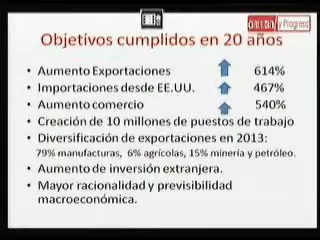 y Progreso
Objetivos cumplidos en 20 años
• Aumento Exportaciones 614%
• Importaciones desde EE.UU. 467%
• Aumento comercio 540%
• Creación de 10 millones de puestos de trabajo
• Diversificación de exportaciones en 2013:
79% manufacturas, 6% agrícolas, 15% minería y petróleo.
• Aumento de inversión extranjera.
• Mayor racionalidad y previsibilidad
macroeconómica.